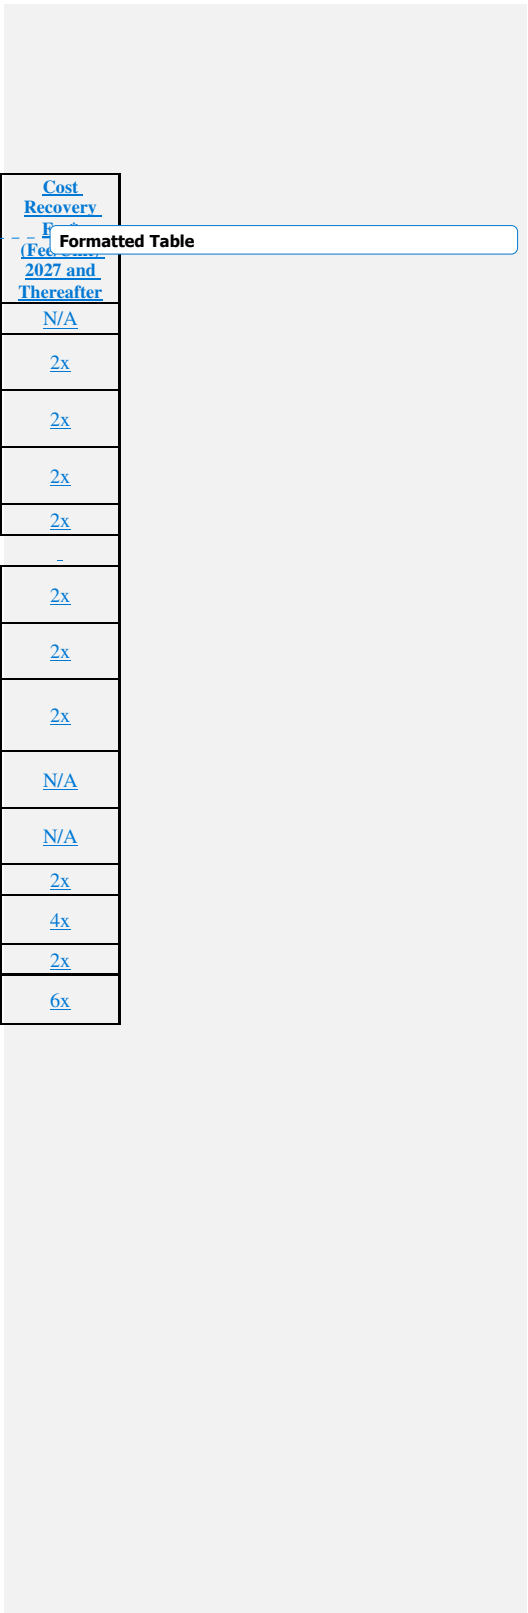 Cost
Recovery
Formatted Table
2027 and
Thereafter
N/A
2x
2x
2x
2x
2x
2x
2x
N/A
N/A
2x
4x
2x
6x